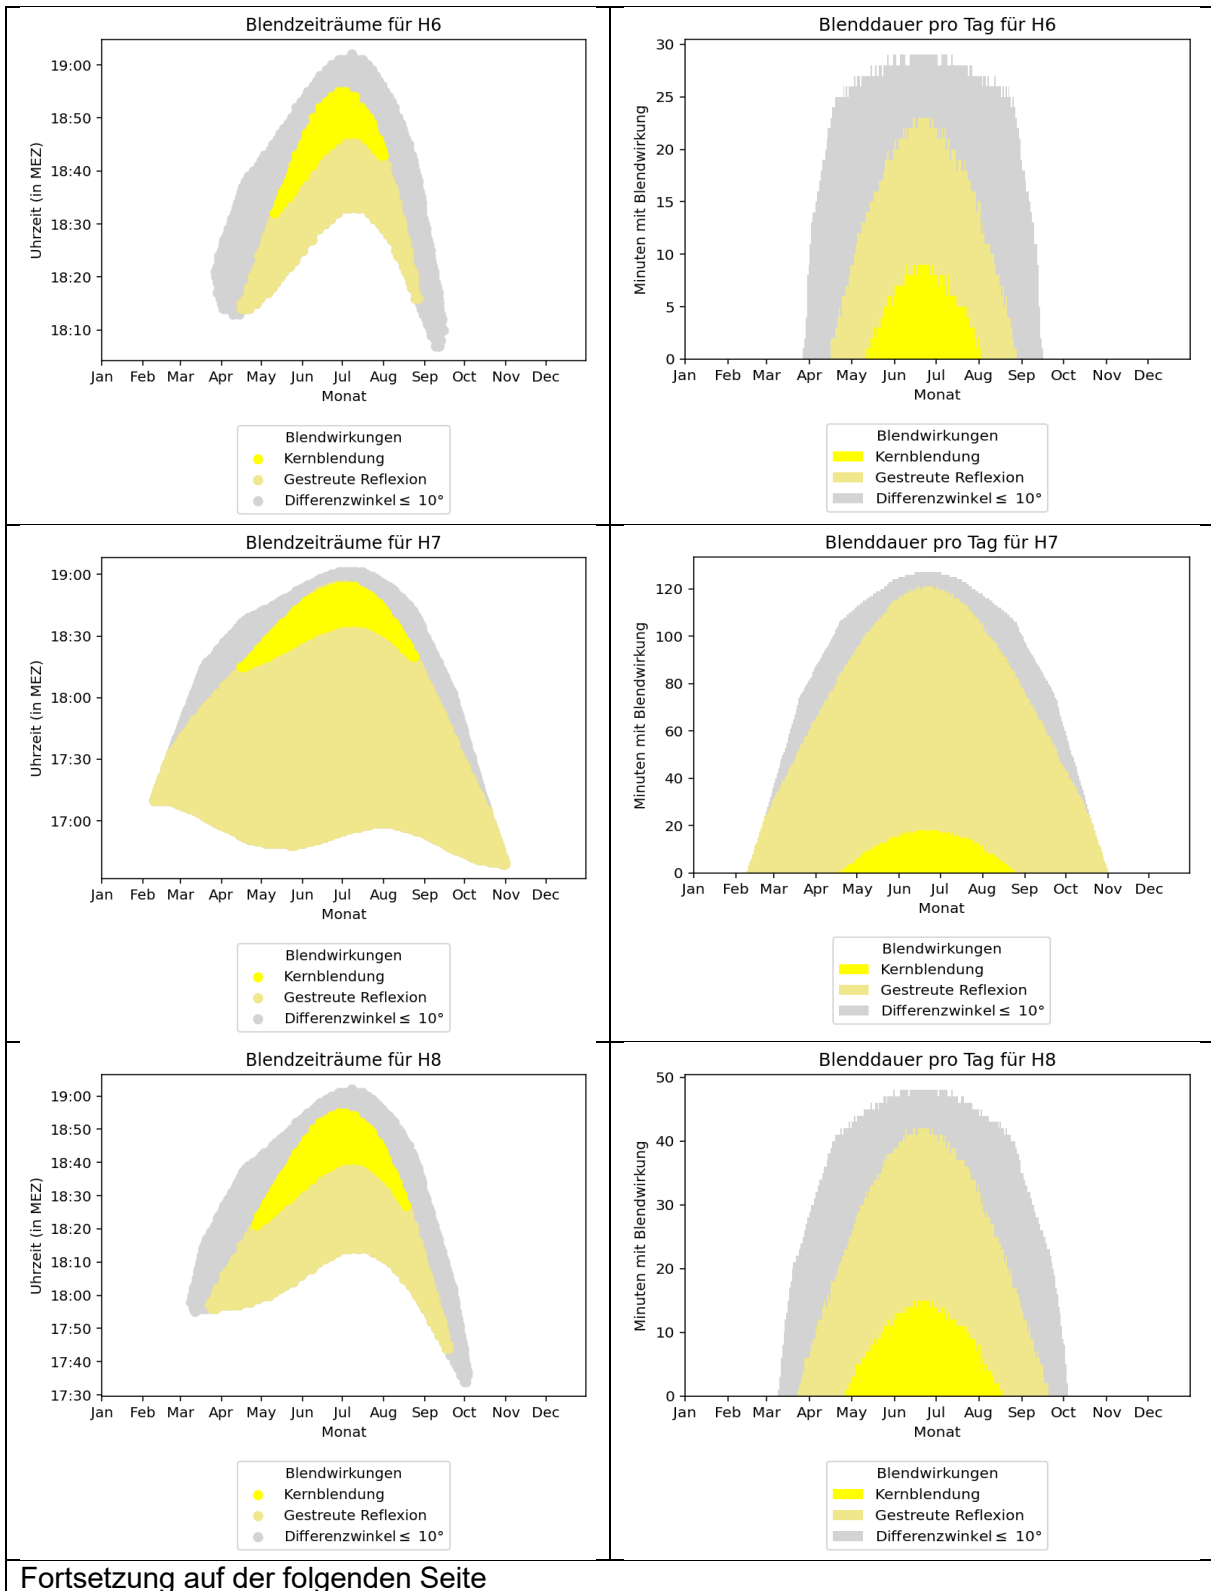 Blendzeiträume für H6
Uhrzeit (in MEZ)
19:00
18:50
18:40
18:30
18:20
18:10
Jan Feb Mar Apr May Jun Jul Aug Sep Oct Nov Dec
Monat
Blendwirkungen
Kernblendung
Gestreute Reflexion
Differenzwinkel ≤ 10°
Blenddauer pro Tag für H6
Minuten mit Blendwirkung
30
25
20
15
10
5
0
Jan Feb Mar Apr May Jun Jul Aug Sep Oct Nov Dec
Monat
Blendwirkungen
Kernblendung
Gestreute Reflexion
Differenzwinkel ≤ 10°
Blendzeiträume für H7
Uhrzeit (in MEZ)
19:00
18:30
18:00
17:30
17:00
Jan Feb Mar Apr May Jun Jul Aug Sep Oct Nov Dec
Monat
Blendwirkungen
Kernblendung
Gestreute Reflexion
Differenzwinkel ≤ 10°
Blenddauer pro Tag für H7
Minuten mit Blendwirkung
120
100
80
60
40
20
0
Jan Feb Mar Apr May Jun Jul Aug Sep Oct Nov Dec
Monat
Blendwirkungen
Kernblendung
Gestreute Reflexion
Differenzwinkel ≤ 10°
Blendzeiträume für H8
Uhrzeit (in MEZ)
19:00
18:50
18:40
18:30
18:20
18:10
18:00
17:50
17:40
17:30
Jan Feb Mar Apr May Jun Jul Aug Sep Oct Nov Dec
Monat
Blendwirkungen
Kernblendung
Gestreute Reflexion
Differenzwinkel ≤ 10°
Blenddauer pro Tag für H8
Minuten mit Blendwirkung
50
40
30
20
10
0
Jan Feb Mar Apr May Jun Jul Aug Sep Oct Nov Dec
Monat
Blendwirkungen
Kernblendung
Gestreute Reflexion
Differenzwinkel ≤ 10°
Fortsetzung auf der folgenden Seite